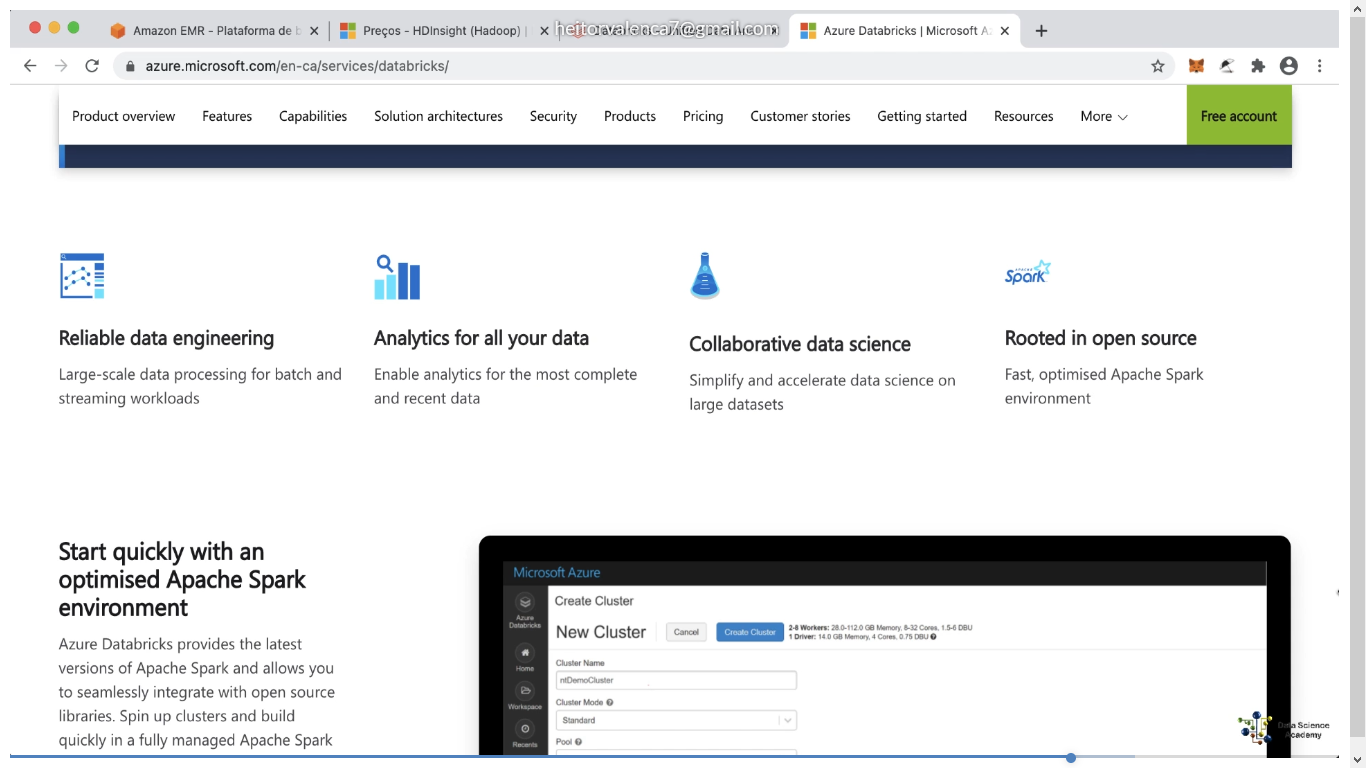 Amazon EMR - Plataforma de b
Preços - HDInsight (Hadoop) |
heitorvalenca7@gmail.com
Azure Databricks | Microsoft A
azure.microsoft.com/en-ca/services/databricks/
Product overview Features Capabilities Solution architectures Security Products Pricing Customer stories Getting started Resources More Free account
Reliable data engineering
Large-scale data processing for batch and
streaming workloads
Analytics for all your data
Enable analytics for the most complete
and recent data
Collaborative data science
Simplify and accelerate data science on
large datasets
APACHE
Spark
Rooted in open source
Fast, optimised Apache Spark
environment
Start quickly with an
optimised Apache Spark
environment
Azure Databricks provides the latest
versions of Apache Spark and allows you
to seamlessly integrate with open source
libraries. Spin up clusters and build
quickly in a fully managed Apache Spark
Microsoft Azure
Azure
Databricks
Home
Workspace
Recents
Create Cluster
New Cluster Cancel Create Cluster
2-8 Workers: 28.0-112.0 GB Memory, 8-32 Cores, 1.5-6 DBU
1 Driver: 14.0 GB Memory, 4 Cores, 0.75 DBU
Cluster Name
ntDemoCluster
Cluster Mode
Standard
Pool
Data Science
Academy